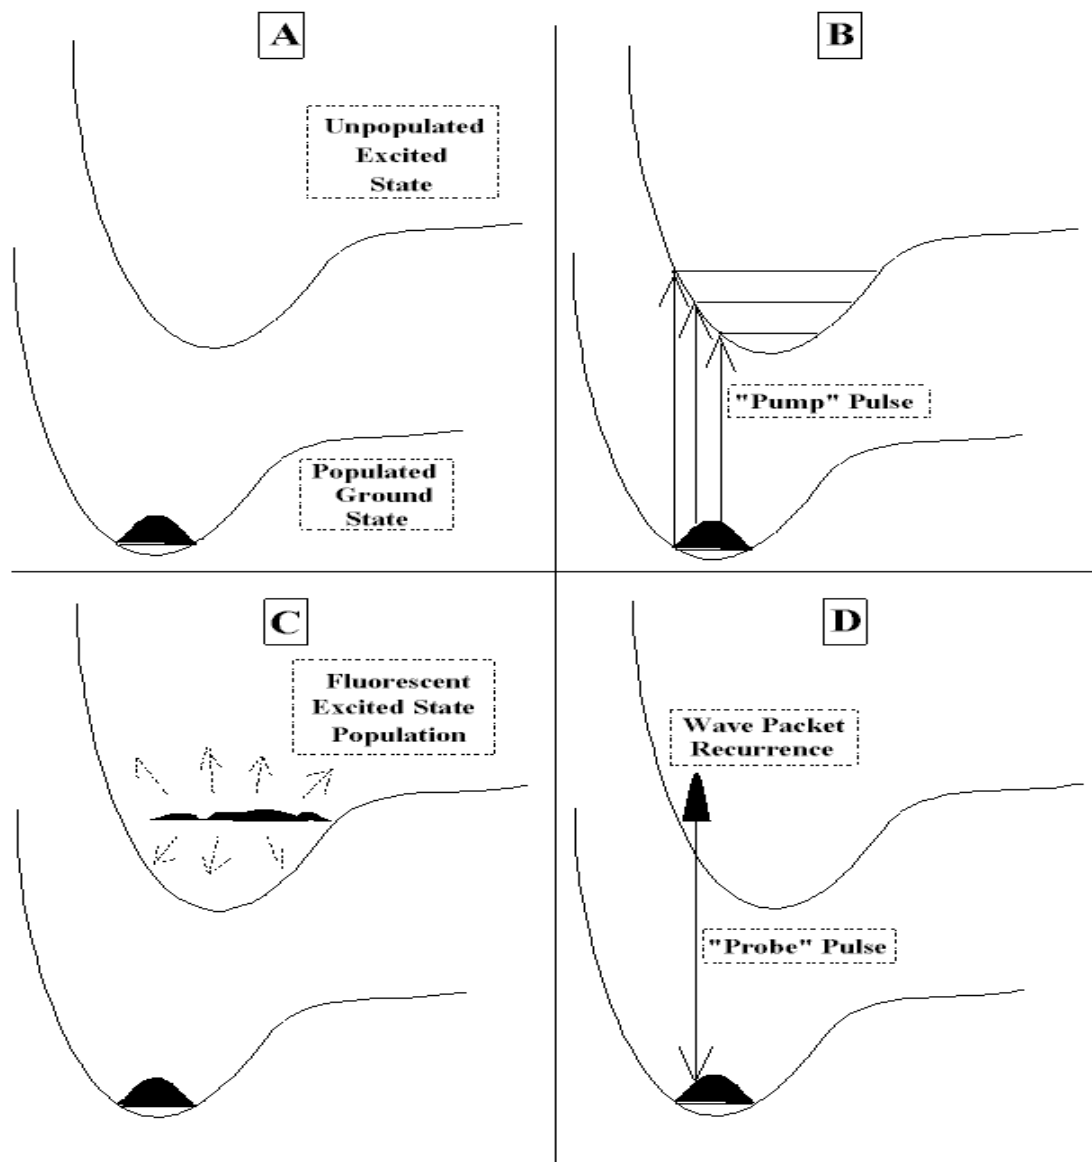 A
Unpopulated
Excited
State
Populated
Ground
State
B
"Pump" Pulse
C
Fluorescent
Excited State
Population
D
Wave Packet
Recurrence
"Probe" Pulse